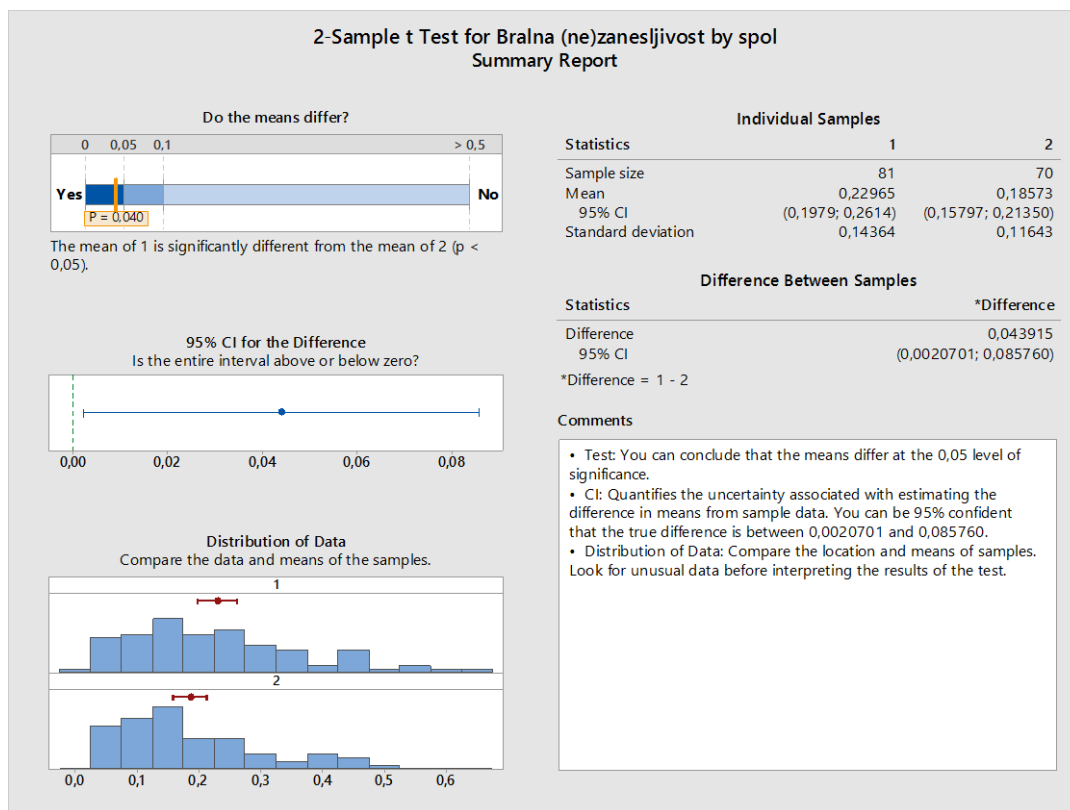 2-Sample t Test for Bralna (ne)zanesljivost by spol
Summary Report
Do the means differ?
0 0,05 0,1 > 0,5
Yes No
P = 0,040
The mean of 1 is significantly different from the mean of 2 (p <
0,05).
95% CI for the Difference
Is the entire interval above or below zero?
0,00 0,02 0,04 0,06 0,08
Distribution of Data
Compare the data and means of the samples.
1
2
0,0 0,1 0,2 0,3 0,4 0,5 0,6
Individual Samples
Statistics 1 2
Sample size 81 70
Mean 0,22965 0,18573
95% CI (0,1979; 0,2614) (0,15797; 0,21350)
Standard deviation 0,14364 0,11643
Difference Between Samples
Statistics *Difference
Difference 0,043915
95% CI (0,0020701; 0,085760)
*Difference = 1 - 2
Comments
• Test: You can conclude that the means differ at the 0,05 level of
significance.
• CI: Quantifies the uncertainty associated with estimating the
difference in means from sample data. You can be 95% confident
that the true difference is between 0,0020701 and 0,085760.
• Distribution of Data: Compare the location and means of samples.
Look for unusual data before interpreting the results of the test.